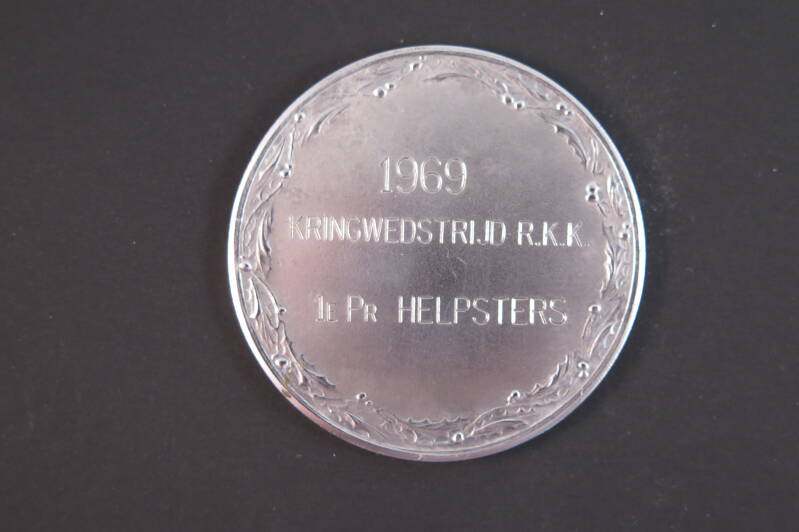 1969
KRINGWEDSTRIJD R.K.K.
1E PR HELPSTERS